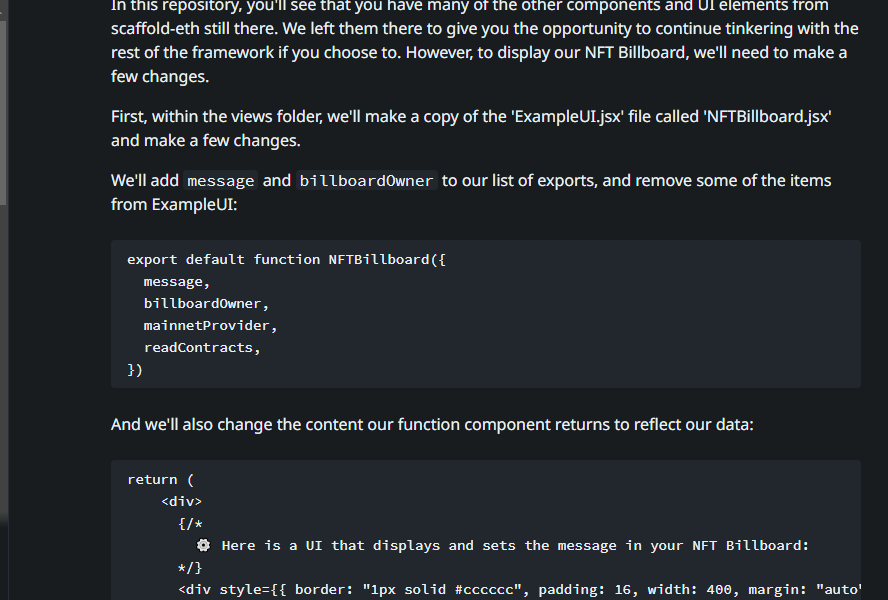 In this repository, you'll see that you have many of the other components and UI elements from
scaffold-eth still there. We left them there to give you the opportunity to continue tinkering with the
rest of the framework if you choose to. However, to display our NFT Billboard, we'll need to make a
few changes.
First, within the views folder, we'll make a copy of the 'ExampleUI.jsx' file called 'NFTBillboard.jsx'
and make a few changes.
We'll add message and billboardOwner to our list of exports, and remove some of the items
from ExampleUI:
export default function NFTBillboard({
  message,
  billboardOwner,
  mainnetProvider,
  readContracts,
})
And we'll also change the content our function component returns to reflect our data:
return (
    <div>
      {/*
        ⚙ Here is a UI that displays and sets the message in your NFT Billboard:
      */}
      <div style={{ border: "1px solid #cccccc", padding: 16, width: 400, margin: "auto"